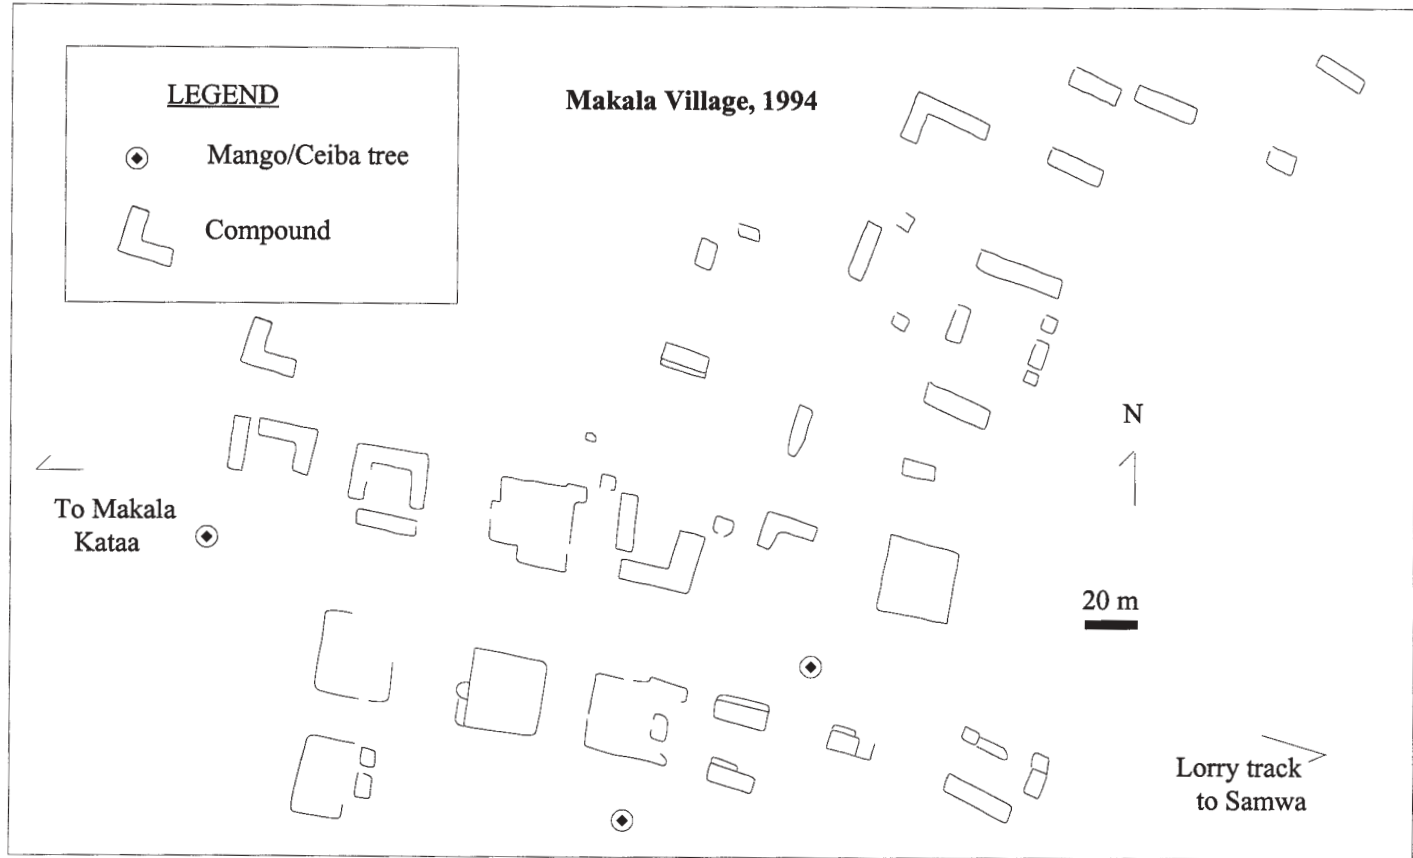 LEGEND
Mango/Ceiba tree
Compound
Makala Village, 1994
N
To Makala
Kataa
20 m
Lorry track
to Samwa